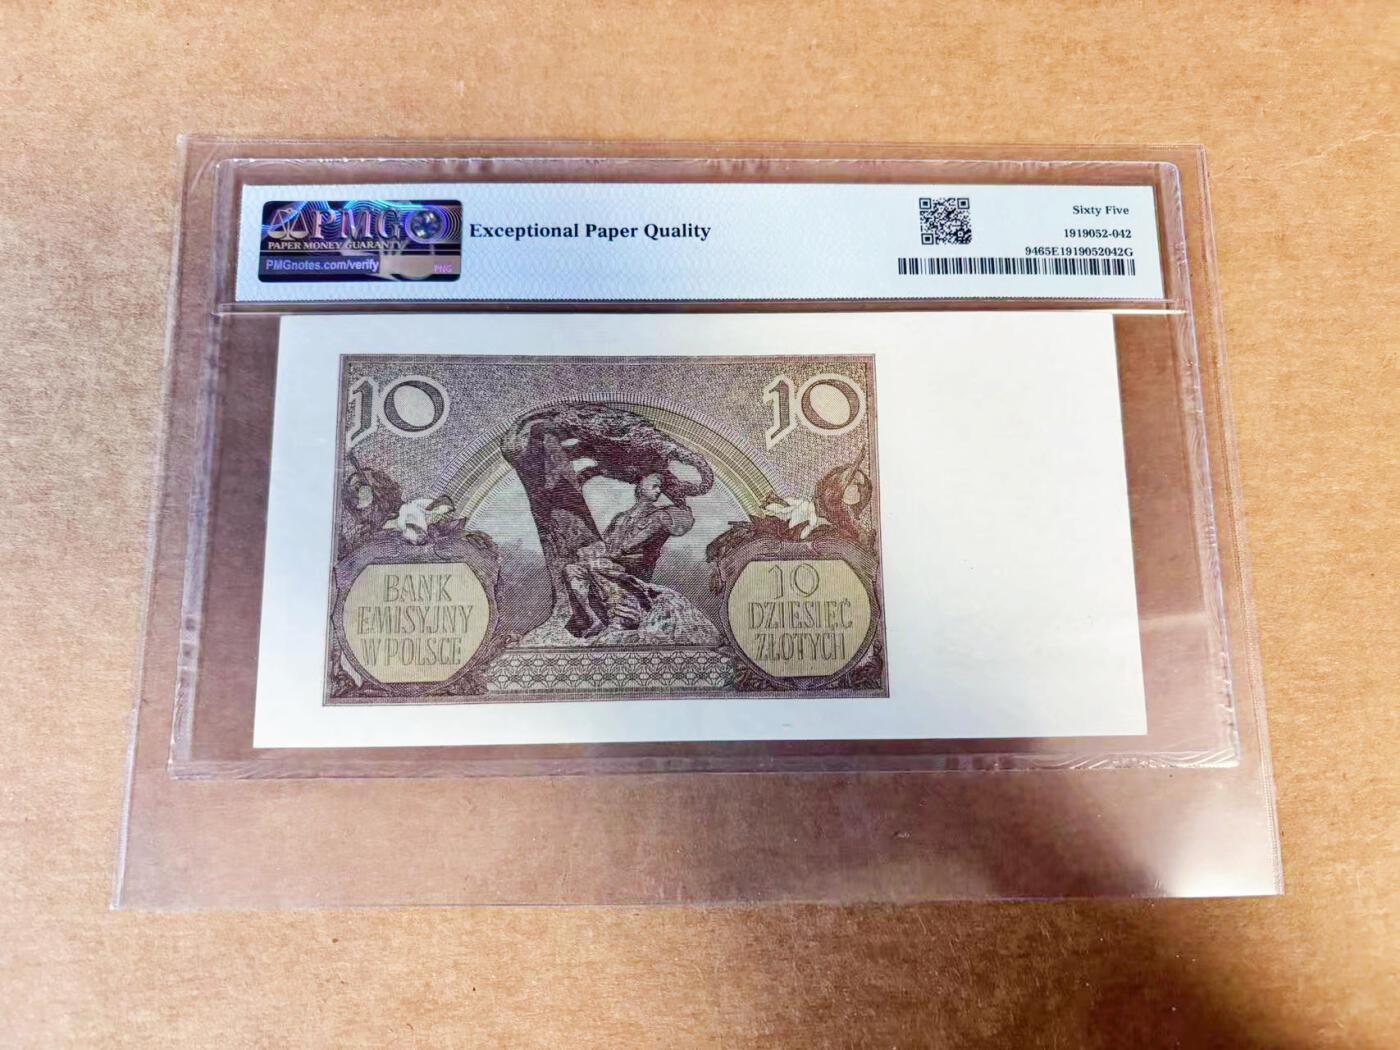 PMG
PAPER MONEY GUARANTY
PMGnotes.com/verify
PMG
Exceptional Paper Quality
Sixty Five
1919052-042
9465E1919052042G
10
10
BANK
EMISYJNY
W POLSCE
10
DZIESIĘĆ
ZŁOTYCH